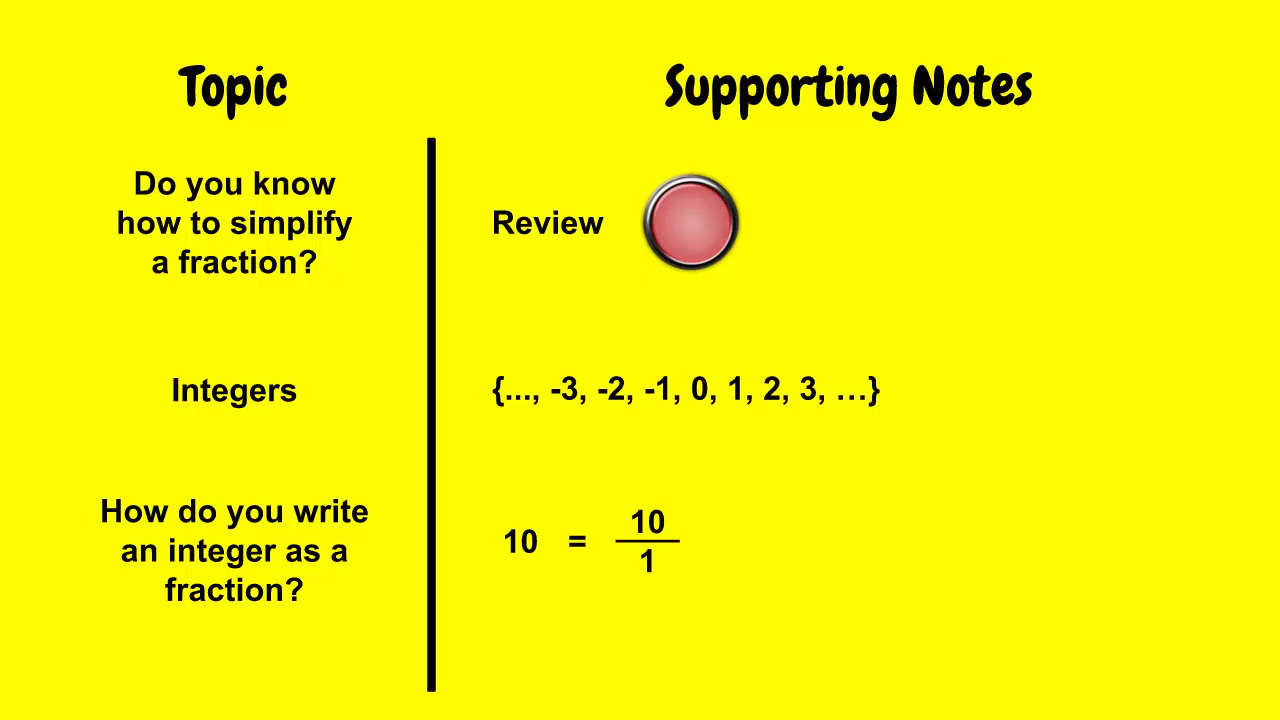 Topic
Supporting Notes
Do you know
how to simplify
a fraction?
Review
Integers
{..., -3, -2, -1, 0, 1, 2, 3, …}
How do you write
an integer as a
fraction?
10 = 10
1